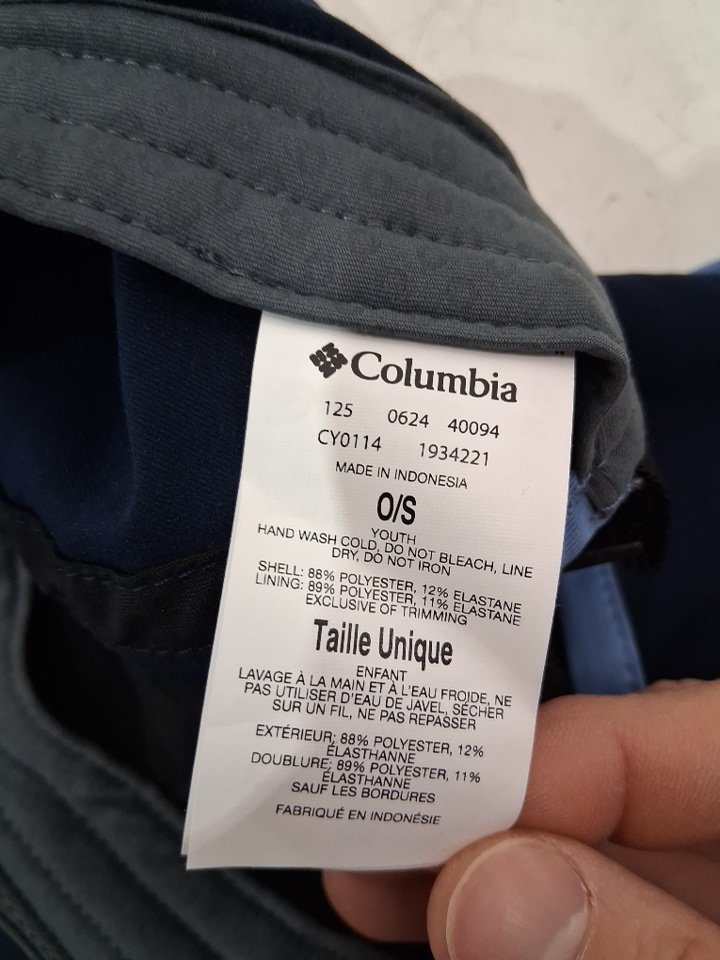 Columbia
125 0624 40094
CY0114 1934221
MADE IN INDONESIA
O/S
YOUTH
HAND WASH COLD, DO NOT BLEACH, LINE
DRY, DO NOT IRON
SHELL: 88% POLYESTER, 12% ELASTANE
LINING: 89% POLYESTER, 11% ELASTANE
EXCLUSIVE OF TRIMMING
Taille Unique
ENFANT
LAVAGE À LA MAIN ET À L'EAU FROIDE, NE
PAS UTILISER D'EAU DE JAVEL, SÉCHER
SUR UN FIL, NE PAS REPASSER
EXTÉRIEUR: 88% POLYESTER, 12%
ÉLASTHANNE
DOUBLURE: 89% POLYESTER, 11%
ÉLASTHANNE
SAUF LES BORDURES
FABRIQUÉ EN INDONÉSIE